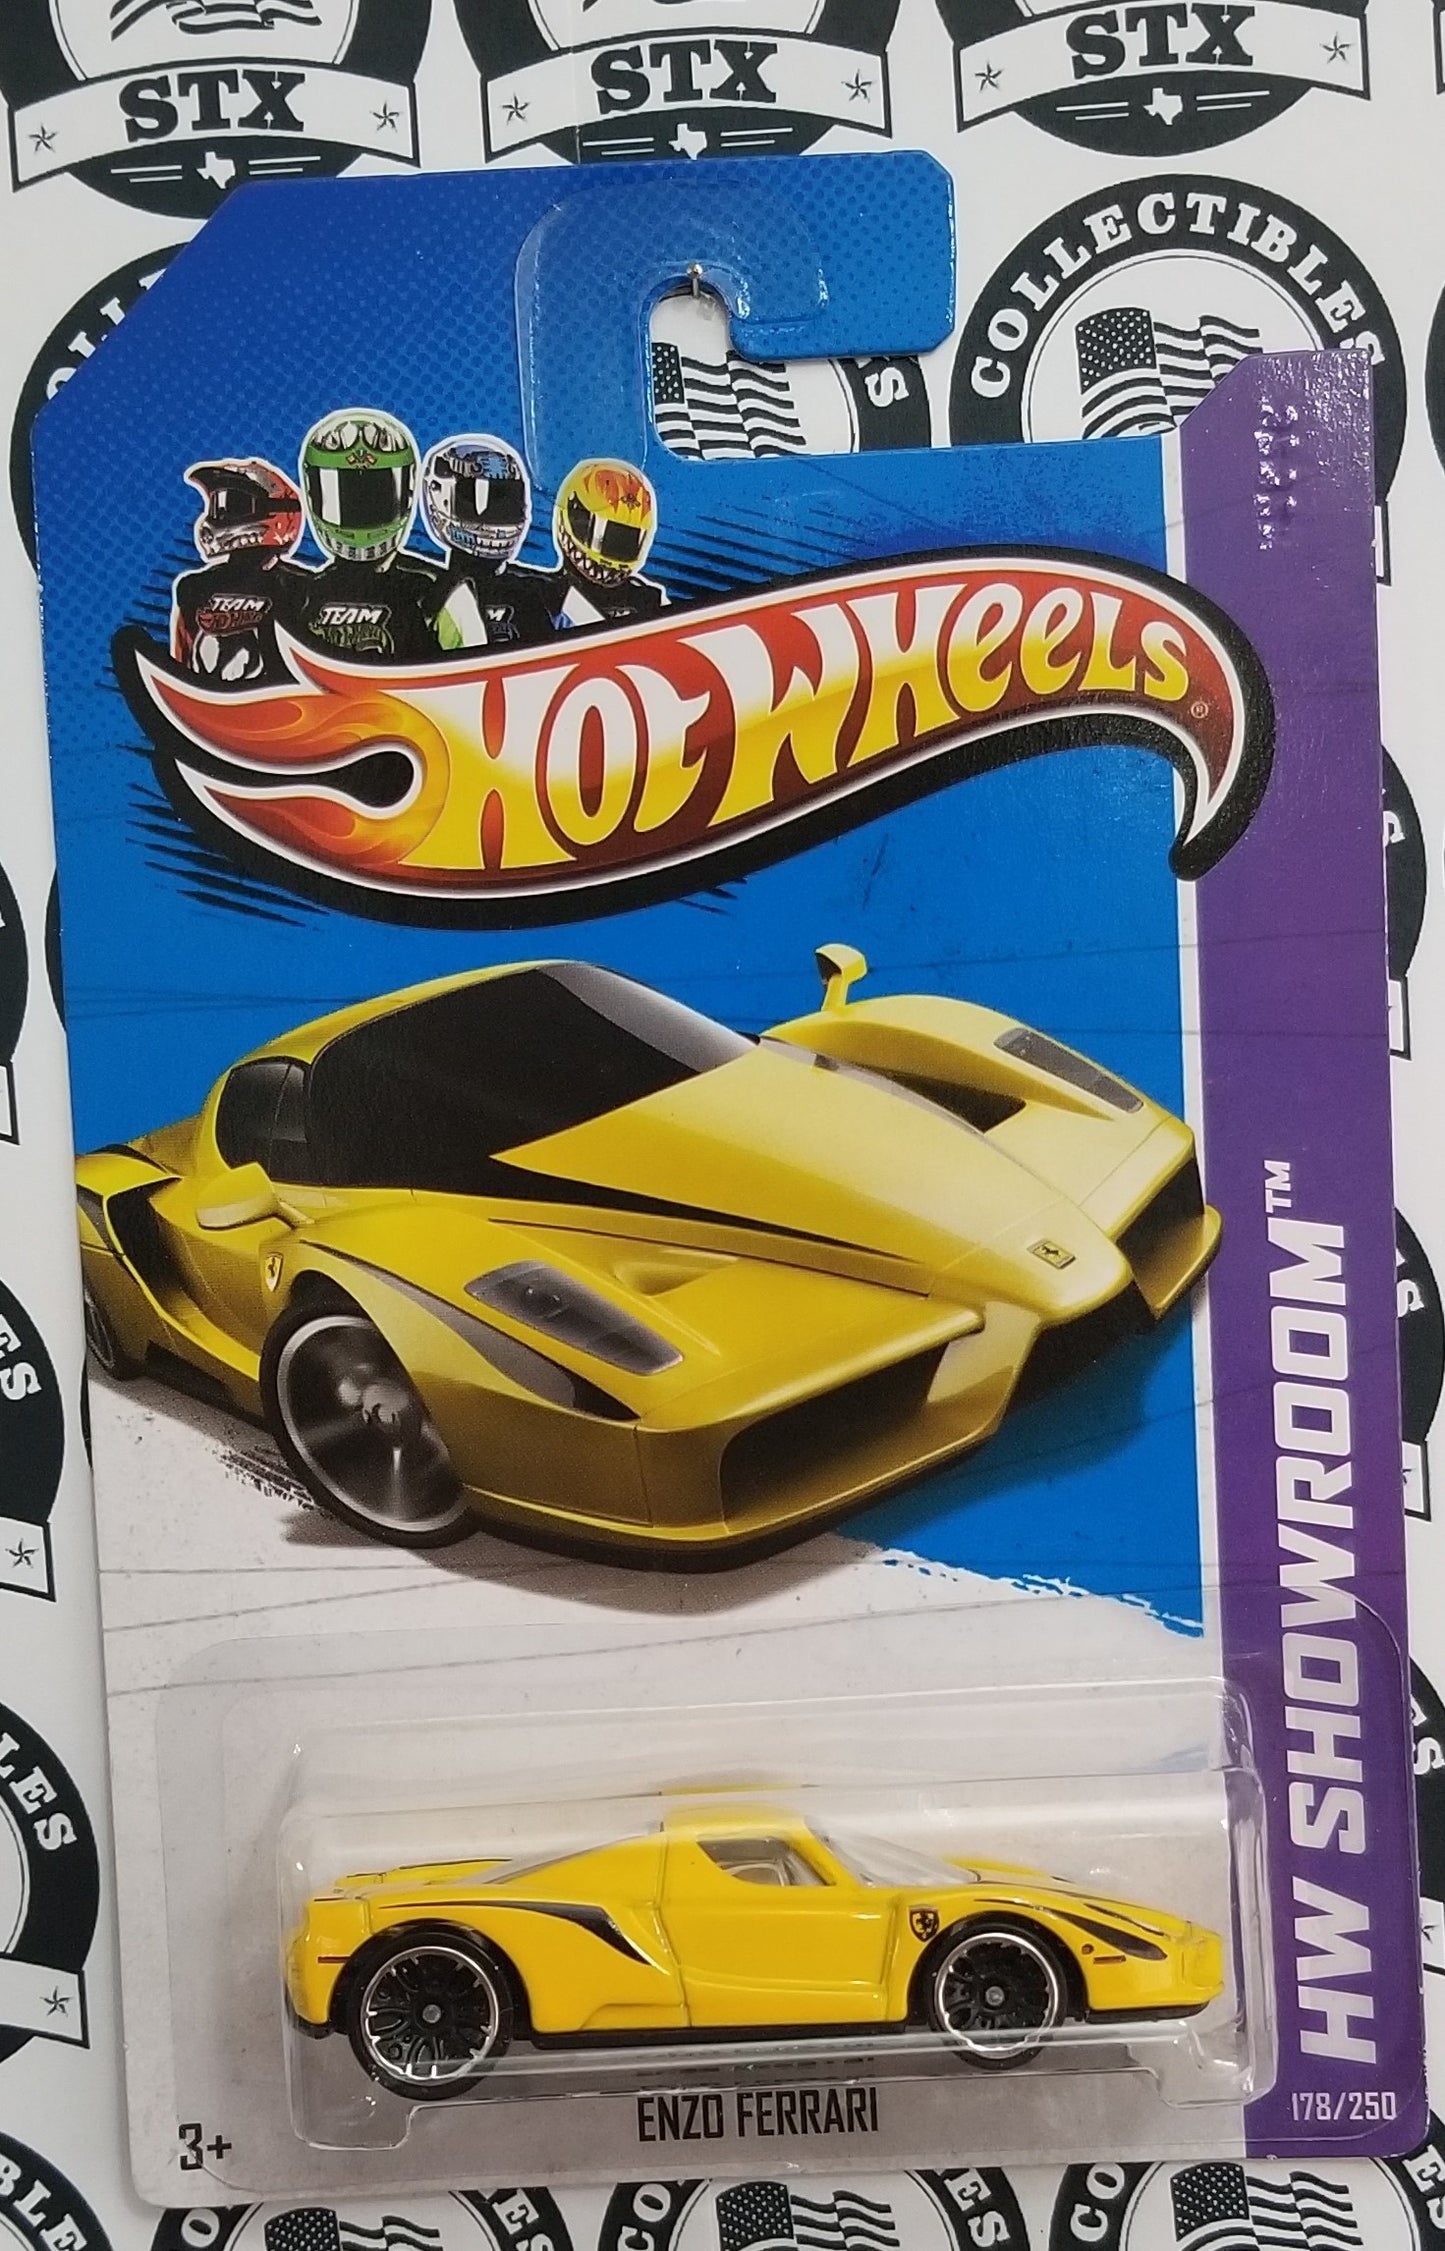 STX
STX
STX
COLLECTIBLES
TEAM
TEAM
HOT WHEELS®
HW SHOWROOM™
ENZO FERRARI
3+
178/250